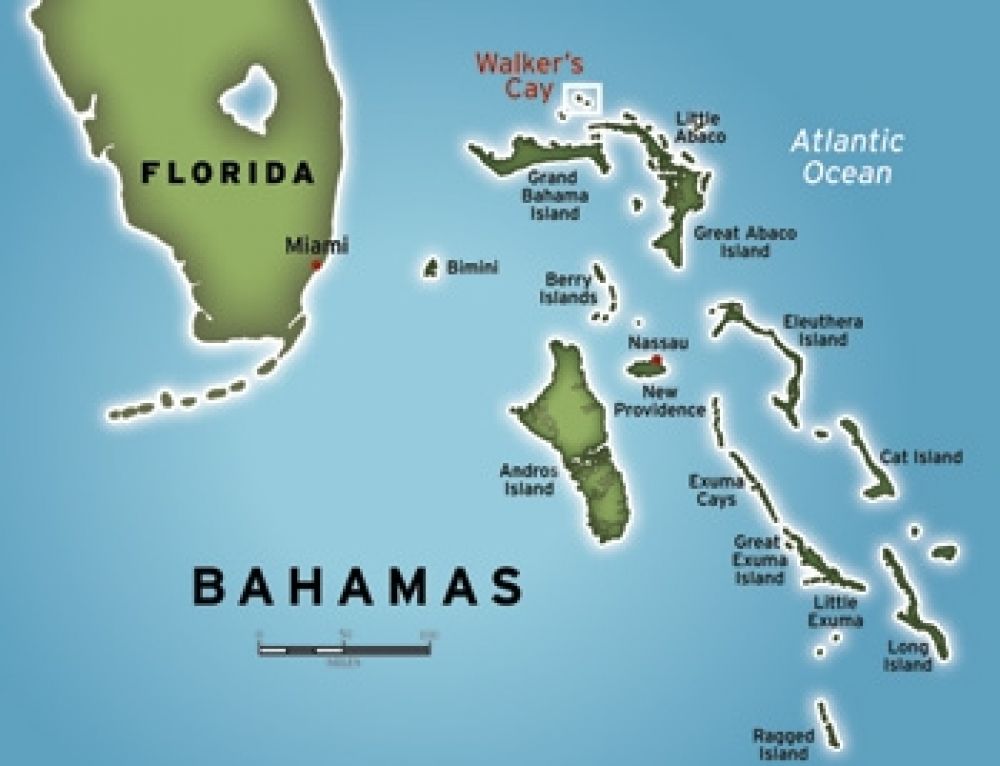 Walker's
Cay
Little
Abaco
Atlantic
Ocean
FLORIDA
Grand
Bahama
Island
Great Abaco
Island
Miami
Bimini
Berry
Islands
Eleuthera
Island
Nassau
New
Providence
Cat Island
Andros
Island
Exuma
Cays
Great
Exuma
Island
BAHAMAS
Little
Exuma
0 50 100
MILES
Long
Island
Ragged
Island